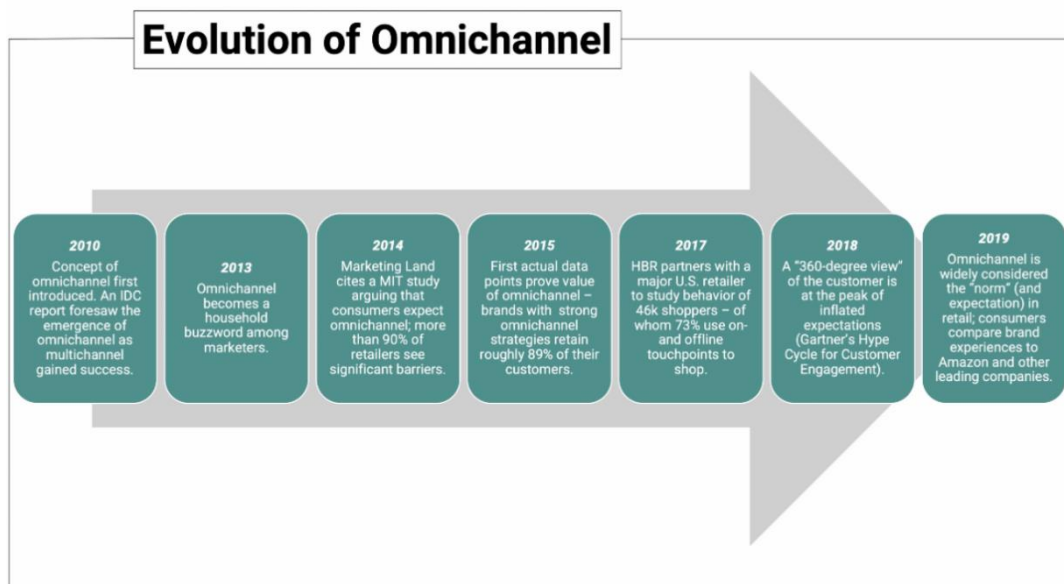 Evolution of Omnichannel
2010
Concept of
omnichannel first
introduced. An IDC
report foresaw the
emergence of
omnichannel as
multichannel
gained success.
2013
Omnichannel
becomes a
household
buzzword among
marketers.
2014
Marketing Land
cites a MIT study
arguing that
consumers expect
omnichannel; more
than 90% of
retailers see
significant barriers.
2015
First actual data
points prove value
of omnichannel –
brands with strong
omnichannel
strategies retain
roughly 89% of their
customers.
2017
HBR partners with a
major U.S. retailer
to study behavior of
46k shoppers – of
whom 73% use on-
and offline
touchpoints to
shop.
2018
A “360-degree view”
of the customer is
at the peak of
inflated
expectations
(Gartner’s Hype
Cycle for Customer
Engagement).
2019
Omnichannel is
widely considered
the “norm” (and
expectation) in
retail; consumers
compare brand
experiences to
Amazon and other
leading companies.